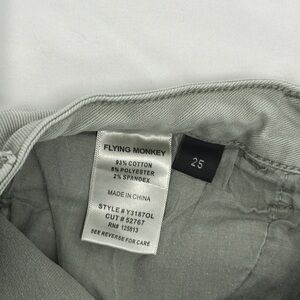 FLYING MONKEY
93% COTTON
5% POLYESTER
2% SPANDEX
MADE IN CHINA
STYLE # Y3187OL
CUT # 52767
RN# 125813
SEE REVERSE FOR CARE
25